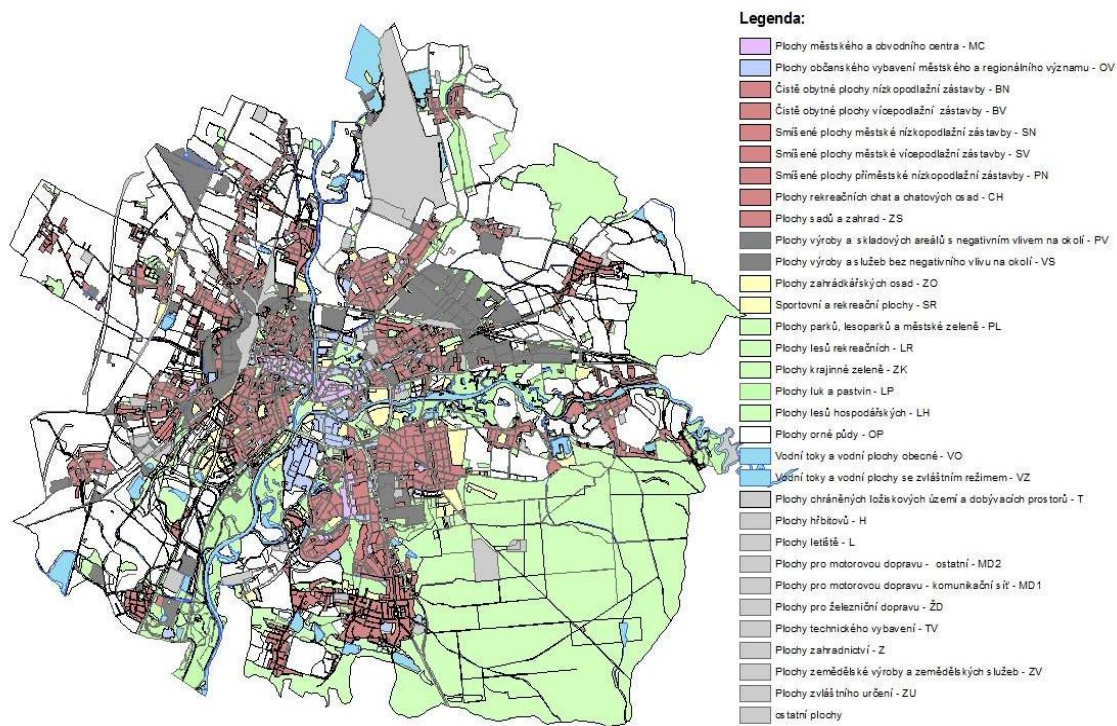 Legenda:
Plochy městského a obvodního centra - MC
Plochy občanského vybavení městského a regionálního významu - OV
Čistě obytné plochy nízkopodlažní zástavby - BN
Čistě obytné plochy vícepodlažní zástavby - BV
Smíšené plochy městské nízkopodlažní zástavby - SN
Smíšené plochy městské vícepodlažní zástavby - SV
Smíšené plochy příměstské nízkopodlažní zástavby - PN
Plochy rekreačních chat a chatových osad - CH
Plochy sadů a zahrad - ZS
Plochy výroby a skladových areálů s negativním vlivem na okolí - PV
Plochy výroby a služeb bez negativního vlivu na okolí - VS
Plochy zahrádkářských osad - ZO
Sportovní a rekreační plochy - SR
Plochy parků, lesoparků a městské zeleně - PL
Plochy lesů rekreačních - LR
Plochy krajinné zeleně - ZK
Plochy luk a pastvin - LP
Plochy lesů hospodářských - LH
Plochy orné půdy - OP
Vodní toky a vodní plochy obecné - VO
Vodní toky a vodní plochy se zvláštním režimem - VZ
Plochy chráněných ložiskových území a dobývacích prostorů - T
Plochy hřbitovů - H
Plochy letiště - L
Plochy pro motorovou dopravu - ostatní - MD2
Plochy pro motorovou dopravu - komunikační síť - MD1
Plochy pro železniční dopravu - ŽD
Plochy technického vybavení - TV
Plochy zahradnictví - Z
Plochy zemědělské výroby a zemědělských služeb - ZV
Plochy zvláštního určení - ZU
ostatní plochy